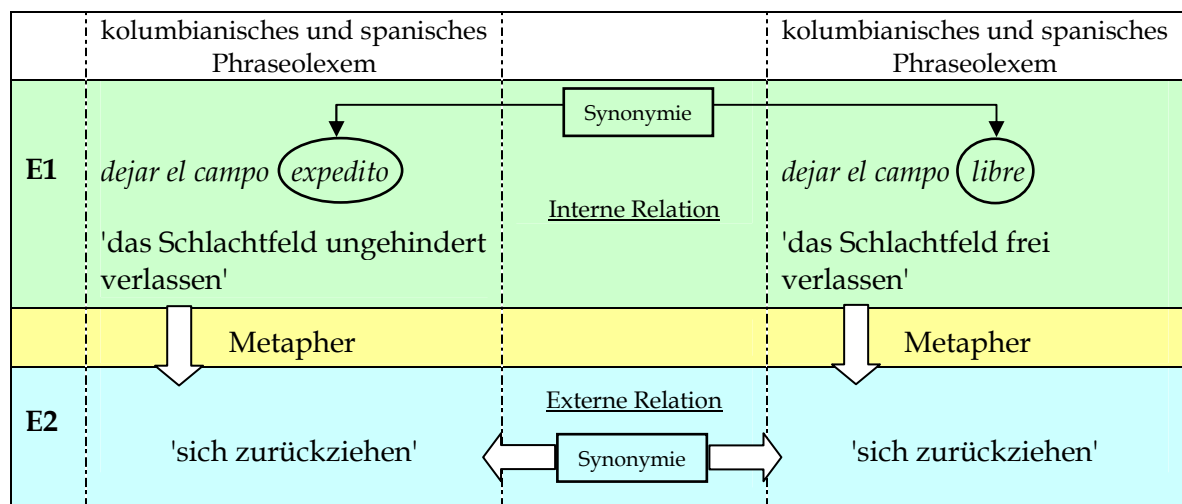 kolumbianisches und spanisches
Phraseolexem
kolumbianisches und spanisches
Phraseolexem
E1
Synonymie
dejar el campo expedito
dejar el campo libre
Interne Relation
'das Schlachtfeld ungehindert
verlassen'
'das Schlachtfeld frei
verlassen'
Metapher
Metapher
E2
Externe Relation
'sich zurückziehen'
Synonymie
'sich zurückziehen'